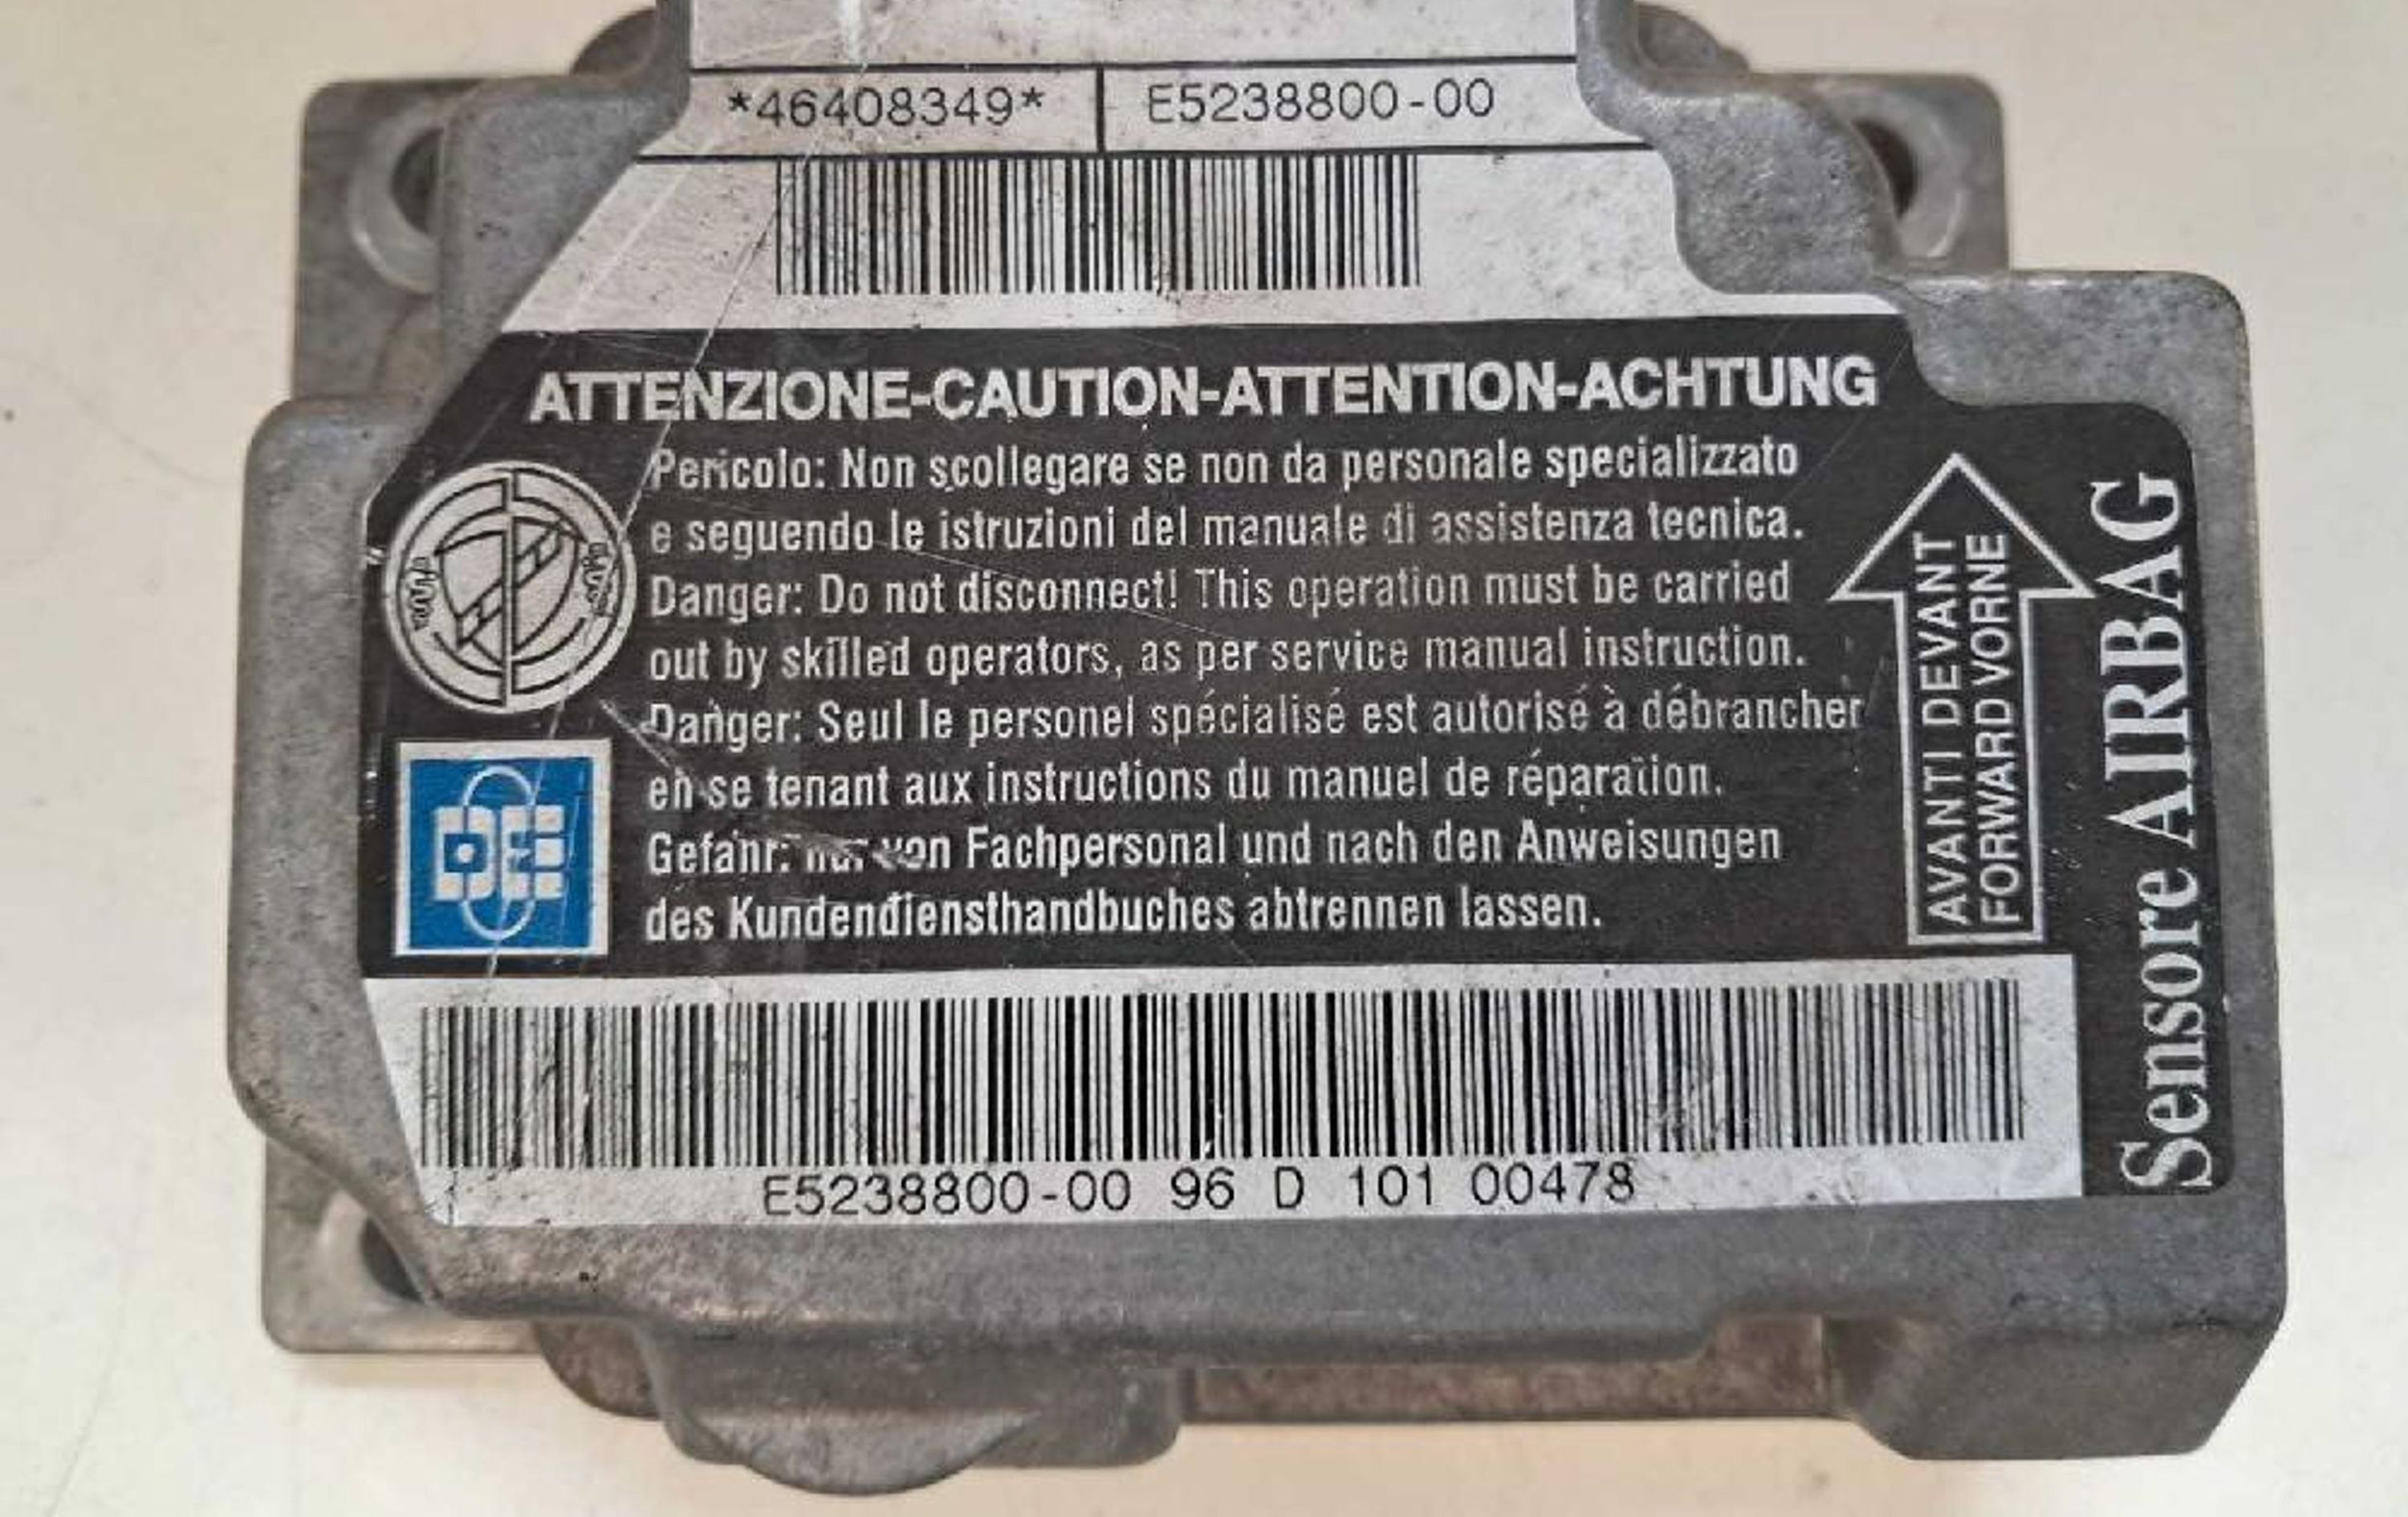 *46408349* E5238800-00
ATTENZIONE-CAUTION-ATTENTION-ACHTUNG
Pericolo: Non scollegare se non da personale specializzato
e seguendo le istruzioni del manuale di assistenza tecnica.
Danger: Do not disconnect! This operation must be carried
out by skilled operators, as per service manual instruction.
Danger: Seul le personel spécialisé est autorisé à débrancher
en se tenant aux instructions du manuel de réparation.
Gefahr: nur von Fachpersonal und nach den Anweisungen
des Kundendiensthandbuches abtrennen lassen.
AVANTI DEVANT
FORWARD VORNE
Sensore AIRBAG
E5238800-00 96 D 101 00478